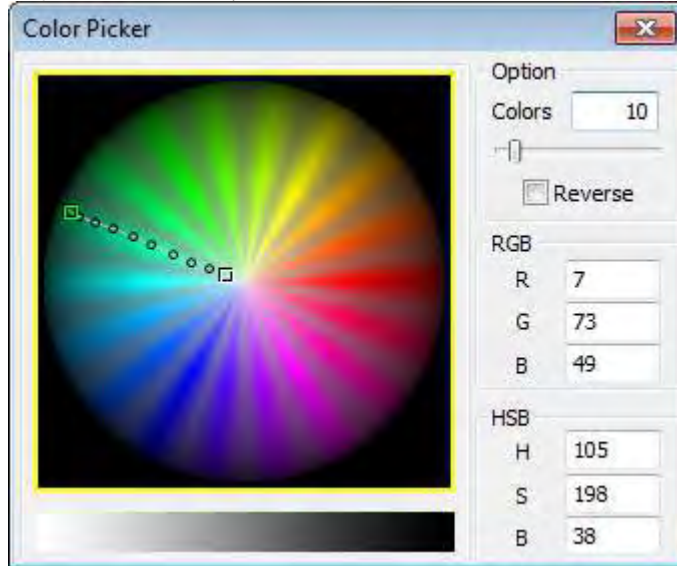 Color Picker
Option
Colors 10
Reverse
RGB
R 7
G 73
B 49
HSB
H 105
S 198
B 38